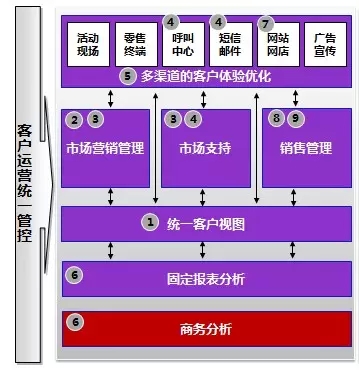 客户运营统一管控
活动
现场
零售
终端
4
呼叫
中心
4
短信
邮件
7
网站
网店
广告
宣传
5 多渠道的客户体验优化
2 3
市场营销管理
3 4
市场支持
8 9
销售管理
1 统一客户视图
6 固定报表分析
6
商务分析